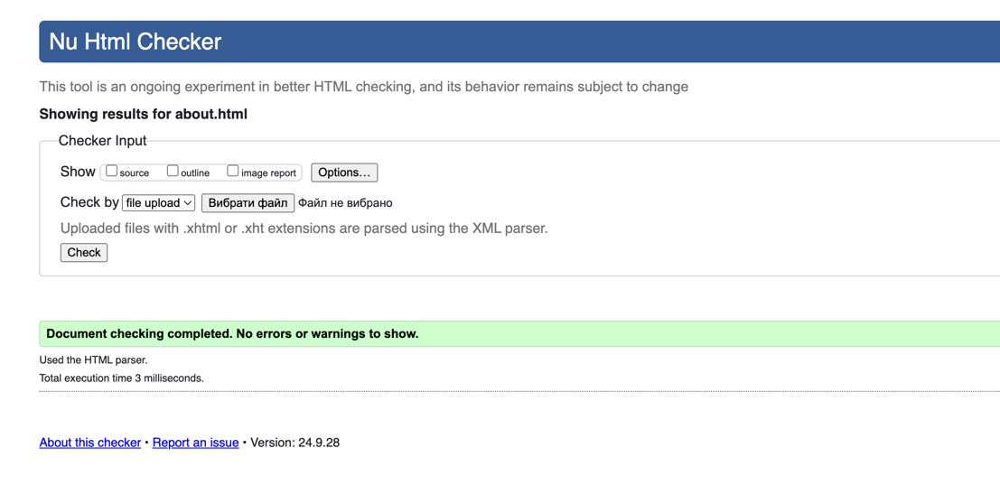 Nu Html Checker
This tool is an ongoing experiment in better HTML checking, and its behavior remains subject to change
Showing results for about.html
Checker Input
Show source outline image report Options...
Check by file upload Вибрати файл Файл не вибрано
Uploaded files with .xhtml or .xht extensions are parsed using the XML parser.
Check
Document checking completed. No errors or warnings to show.
Used the HTML parser.
Total execution time 3 milliseconds.
About this checker • Report an issue • Version: 24.9.28